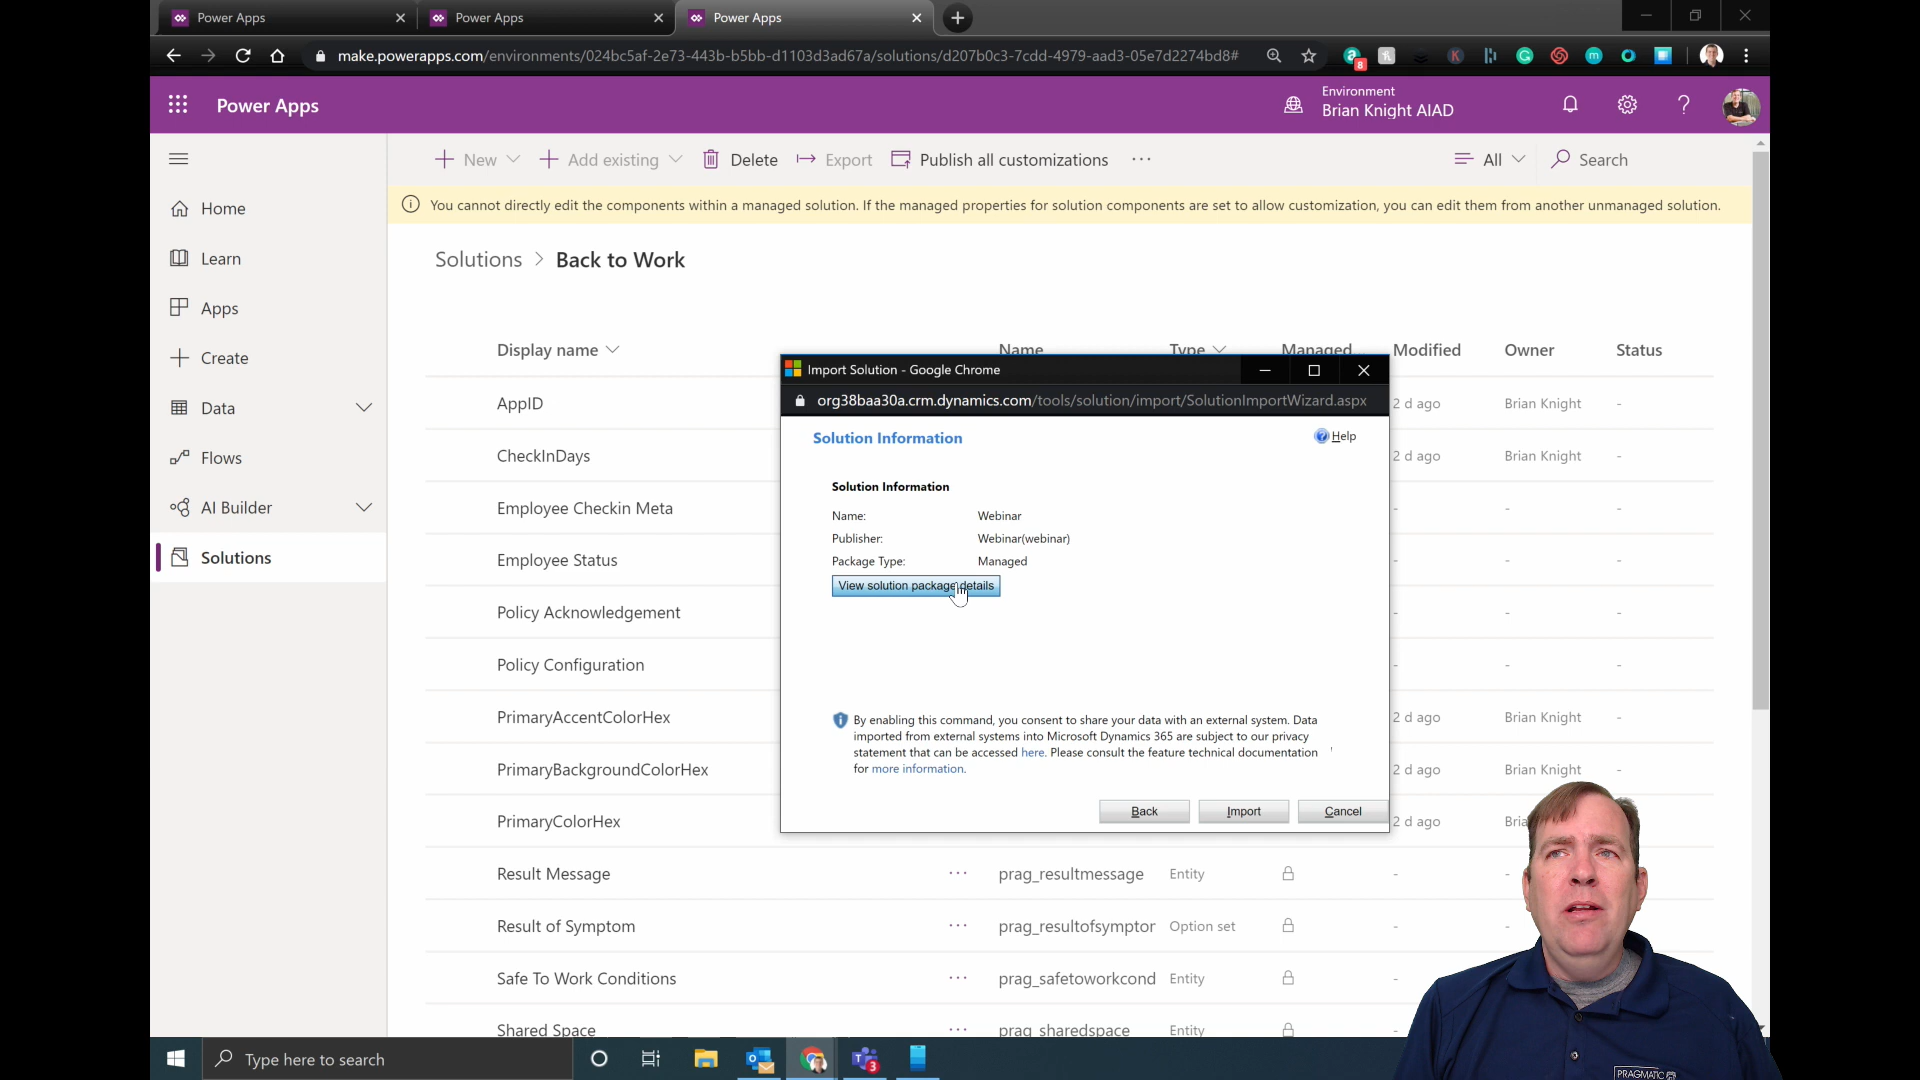 Power Apps
Power Apps
Power Apps
make.powerapps.com/environments/024bc5af-2e73-443b-b5bb-d1103d3ad67a/solutions/d207b0c3-7cdd-4979-aad3-05e7d2274bd8#
8
Power Apps
Environment
Brian Knight AIAD
New
Add existing
Delete
Export
Publish all customizations
All
Search
You cannot directly edit the components within a managed solution. If the managed properties for solution components are set to allow customization, you can edit them from another unmanaged solution.
Home
Learn
Apps
Create
Data
Flows
AI Builder
Solutions
Solutions > Back to Work
Display name
Name
Type
Managed...
Modified
Owner
Status
AppID
2 d ago
Brian Knight
-
CheckInDays
2 d ago
Brian Knight
-
Employee Checkin Meta
-
-
-
Employee Status
-
-
-
Policy Acknowledgement
-
-
-
Policy Configuration
-
-
-
PrimaryAccentColorHex
2 d ago
Brian Knight
-
PrimaryBackgroundColorHex
2 d ago
Brian Knight
-
PrimaryColorHex
2 d ago
Result Message
prag_resultmessage
Entity
-
-
Result of Symptom
prag_resultofsymptor
Option set
-
-
Safe To Work Conditions
prag_safetoworkcond
Entity
-
Shared Space
prag_sharedspace
Entity
-
Import Solution - Google Chrome
org38baa30a.crm.dynamics.com/tools/solution/import/SolutionImportWizard.aspx
Solution Information
Help
Solution Information
Name: Webinar
Publisher: Webinar(webinar)
Package Type: Managed
View solution package details
By enabling this command, you consent to share your data with an external system. Data
imported from external systems into Microsoft Dynamics 365 are subject to our privacy
statement that can be accessed here. Please consult the feature technical documentation
for more information.
Back
Import
Cancel
Type here to search
3
PRAGMATIC